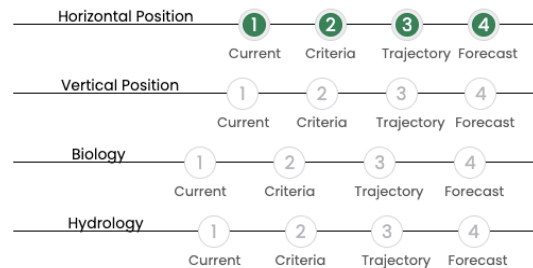 Horizontal Position 1 2 3 4
Current Criteria Trajectory Forecast
Vertical Position 1 2 3 4
Current Criteria Trajectory Forecast
Biology 1 2 3 4
Current Criteria Trajectory Forecast
Hydrology 1 2 3 4
Current Criteria Trajectory Forecast